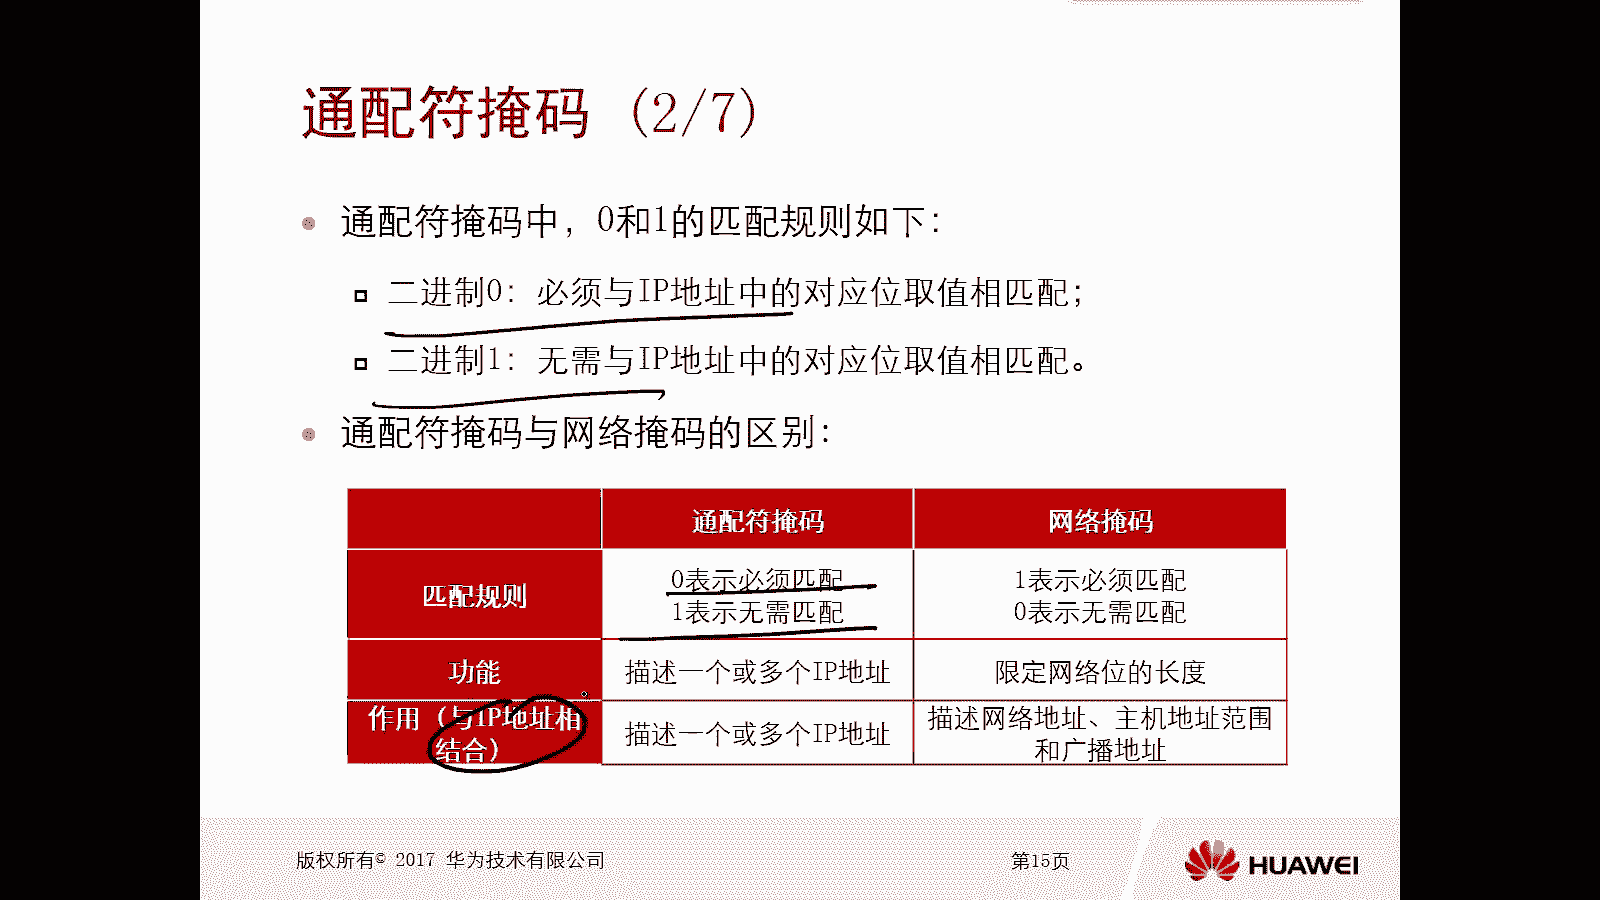 通配符掩码 (2/7)
通配符掩码中，0和1的匹配规则如下：
二进制0：必须与IP地址中的对应位取值相匹配；
二进制1：无需与IP地址中的对应位取值相匹配。
通配符掩码与网络掩码的区别：
通配符掩码 网络掩码
匹配规则
0表示必须匹配 1表示必须匹配
1表示无需匹配 0表示无需匹配
功能 描述一个或多个IP地址 限定网络位的长度
作用（与IP地址相
结合）
描述一个或多个IP地址
描述网络地址、主机地址范围
和广播地址
版权所有© 2017 华为技术有限公司
第15页
HUAWEI